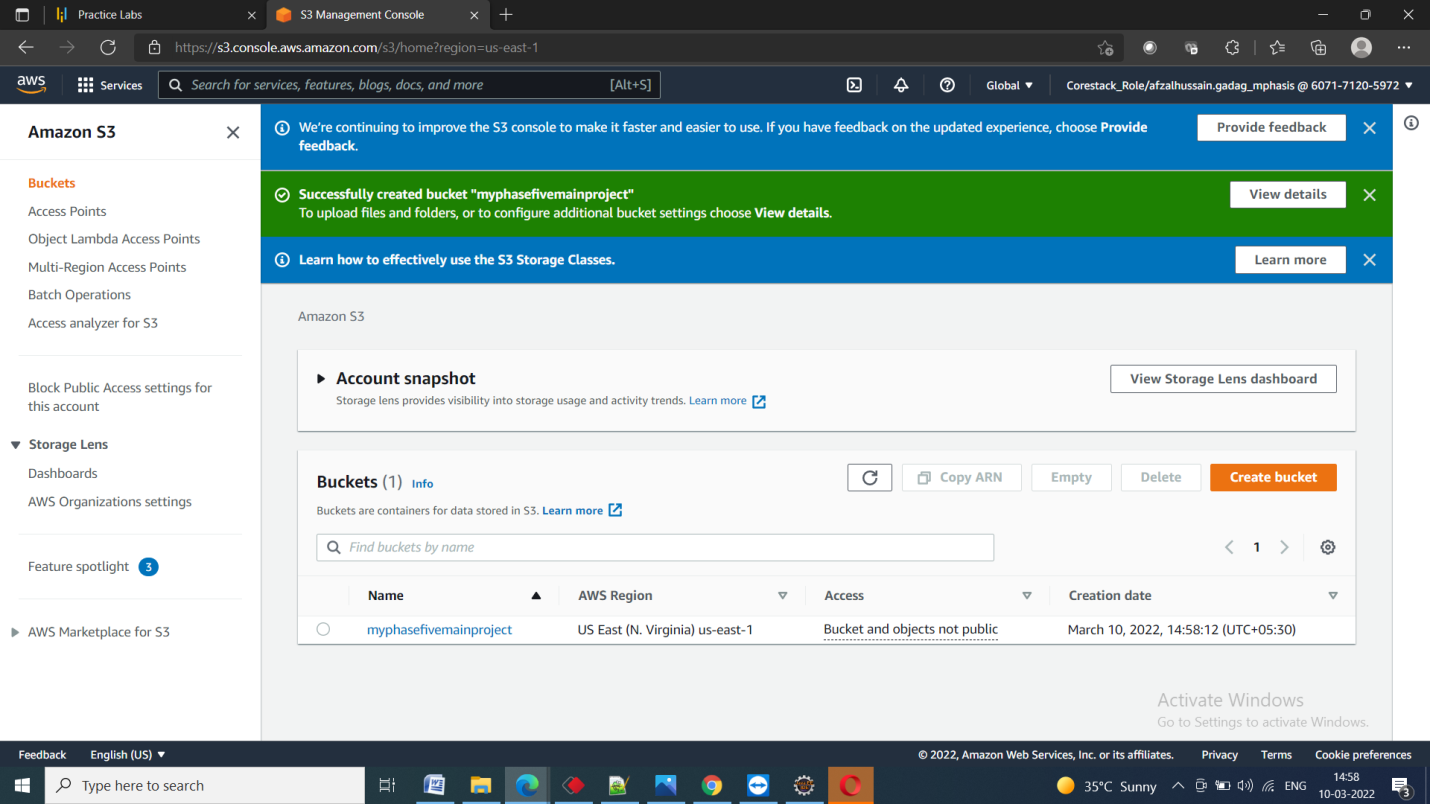 Practice Labs
S3 Management Console
https://s3.console.aws.amazon.com/s3/home?region=us-east-1
aws
Services
Search for services, features, blogs, docs, and more
[Alt+S]
Global
Corestack_Role/afzalhussain.gadag_mphasis @ 6071-7120-5972
Amazon S3
Buckets
Access Points
Object Lambda Access Points
Multi-Region Access Points
Batch Operations
Access analyzer for S3
Block Public Access settings for
this account
Storage Lens
Dashboards
AWS Organizations settings
Feature spotlight 3
AWS Marketplace for S3
We're continuing to improve the S3 console to make it faster and easier to use. If you have feedback on the updated experience, choose Provide
feedback.
Provide feedback
Successfully created bucket "myphasefivemainproject"
To upload files and folders, or to configure additional bucket settings choose View details.
View details
Learn how to effectively use the S3 Storage Classes.
Learn more
Amazon S3
Account snapshot
Storage lens provides visibility into storage usage and activity trends. Learn more
View Storage Lens dashboard
Buckets (1) Info
Buckets are containers for data stored in S3. Learn more
Copy ARN
Empty
Delete
Create bucket
Find buckets by name
1
Name AWS Region Access Creation date
myphasefivemainproject US East (N. Virginia) us-east-1 Bucket and objects not public March 10, 2022, 14:58:12 (UTC+05:30)
Activate Windows
Go to Settings to activate Windows.
Feedback English (US)
© 2022, Amazon Web Services, Inc. or its affiliates. Privacy Terms Cookie preferences
Type here to search
35°C Sunny
ENG
14:58
10-03-2022
3